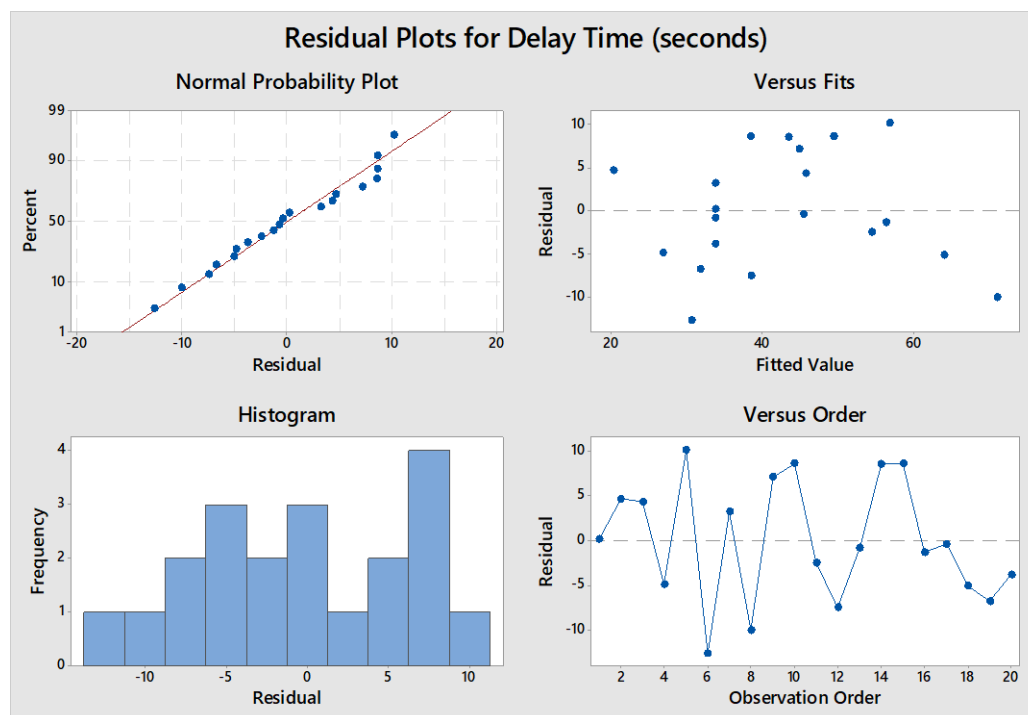 Residual Plots for Delay Time (seconds)
Normal Probability Plot
99
90
50
10
1
Percent
-20 -10 0 10 20
Residual
Versus Fits
10
5
0
-5
-10
Residual
20 40 60
Fitted Value
Histogram
4
3
2
1
0
Frequency
-10 -5 0 5 10
Residual
Versus Order
10
5
0
-5
-10
Residual
2 4 6 8 10 12 14 16 18 20
Observation Order